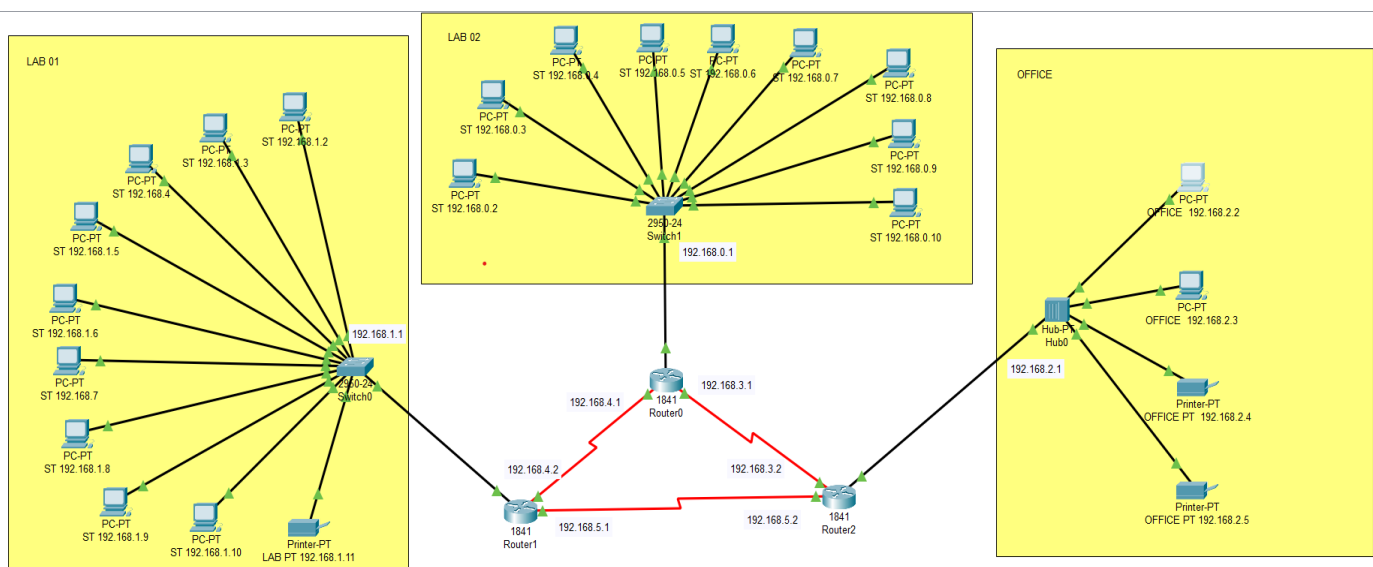 LAB 01
PC-PT
ST 192.168.1.2
PC-PT
ST 192.168.1.3
PC-PT
ST 192.168.4
PC-PT
ST 192.168.1.5
PC-PT
ST 192.168.1.6
PC-PT
ST 192.168.7
PC-PT
ST 192.168.1.8
PC-PT
ST 192.168.1.9
PC-PT
ST 192.168.1.10
Printer-PT
LAB PT 192.168.1.11
192.168.1.1
2950-24
Switch0
LAB 02
PC-PT
ST 192.168.0.2
PC-PT
ST 192.168.0.3
PC-PT
ST 192.168.0.4
PC-PT
ST 192.168.0.5
PC-PT
ST 192.168.0.6
PC-PT
ST 192.168.0.7
PC-PT
ST 192.168.0.8
PC-PT
ST 192.168.0.9
PC-PT
ST 192.168.0.10
2950-24
Switch1
192.168.0.1
192.168.4.1
192.168.3.1
1841
Router0
192.168.4.2
192.168.3.2
1841
Router1
192.168.5.1
192.168.5.2
1841
Router2
OFFICE
PC-PT
OFFICE 192.168.2.2
PC-PT
OFFICE 192.168.2.3
Hub-PT
Hub0
192.168.2.1
Printer-PT
OFFICE PT 192.168.2.4
Printer-PT
OFFICE PT 192.168.2.5